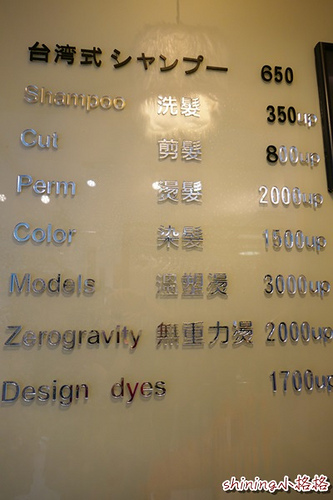 台湾式 シャンプー 650
Shampoo 洗髮 350up
Cut 剪髮 800up
Perm 燙髮 2000up
Color 染髮 1500up
Models 溫塑燙 3000up
Zerogravity 無重力燙 2000up
Design dyes 1700up
shining小格格